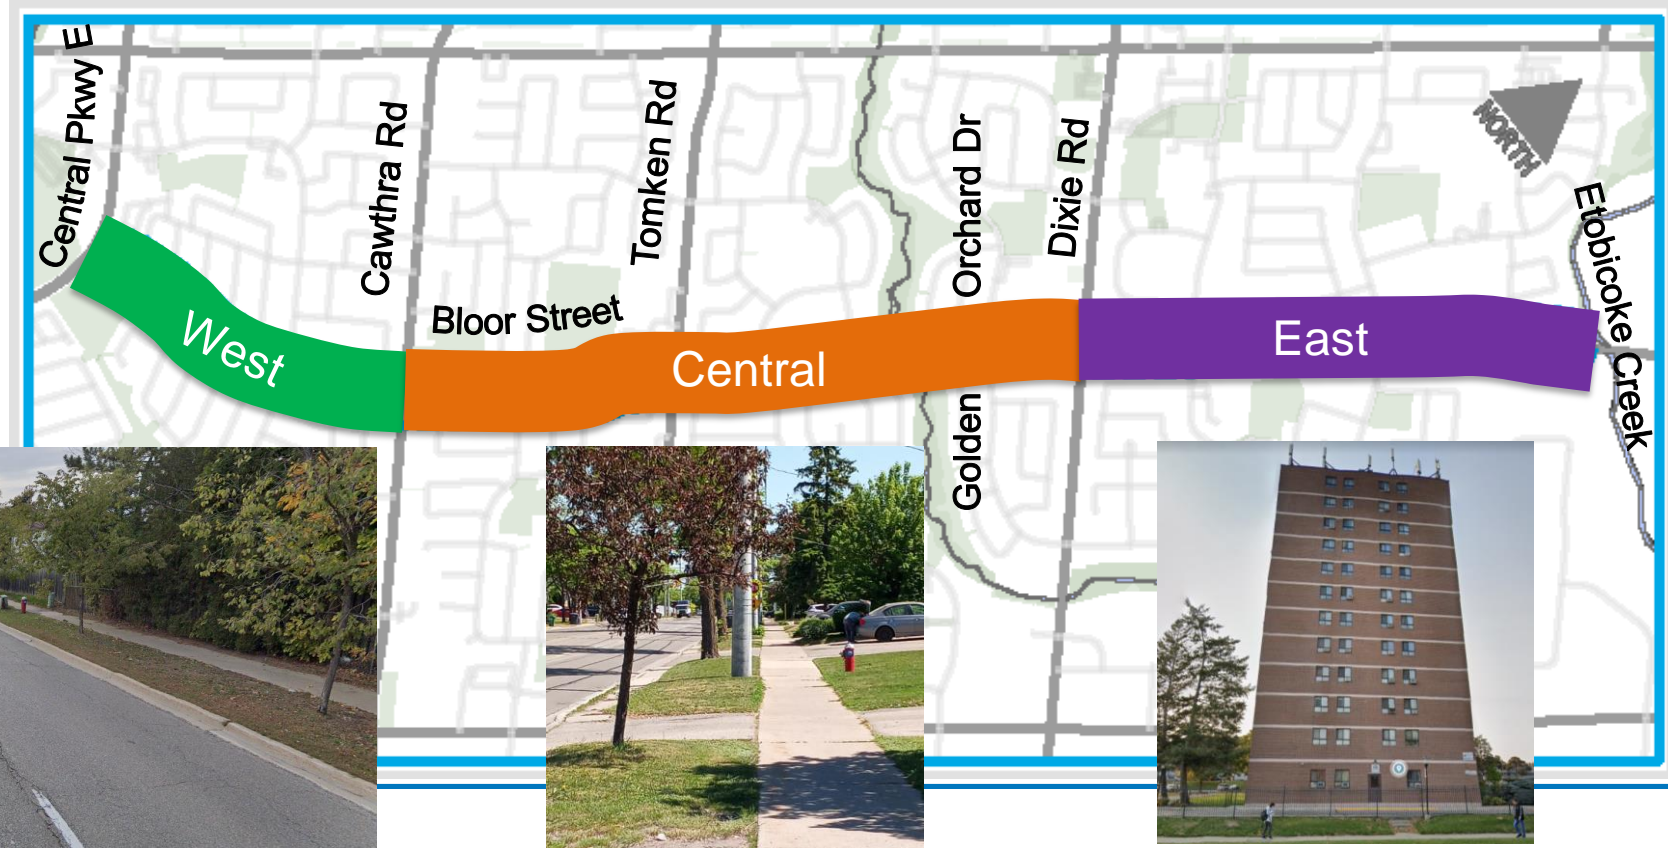 Central Pkwy E
Cawthra Rd
Tomken Rd
Golden Orchard Dr
Dixie Rd
NORTH
Etobicoke Creek
Bloor Street
West
Central
East